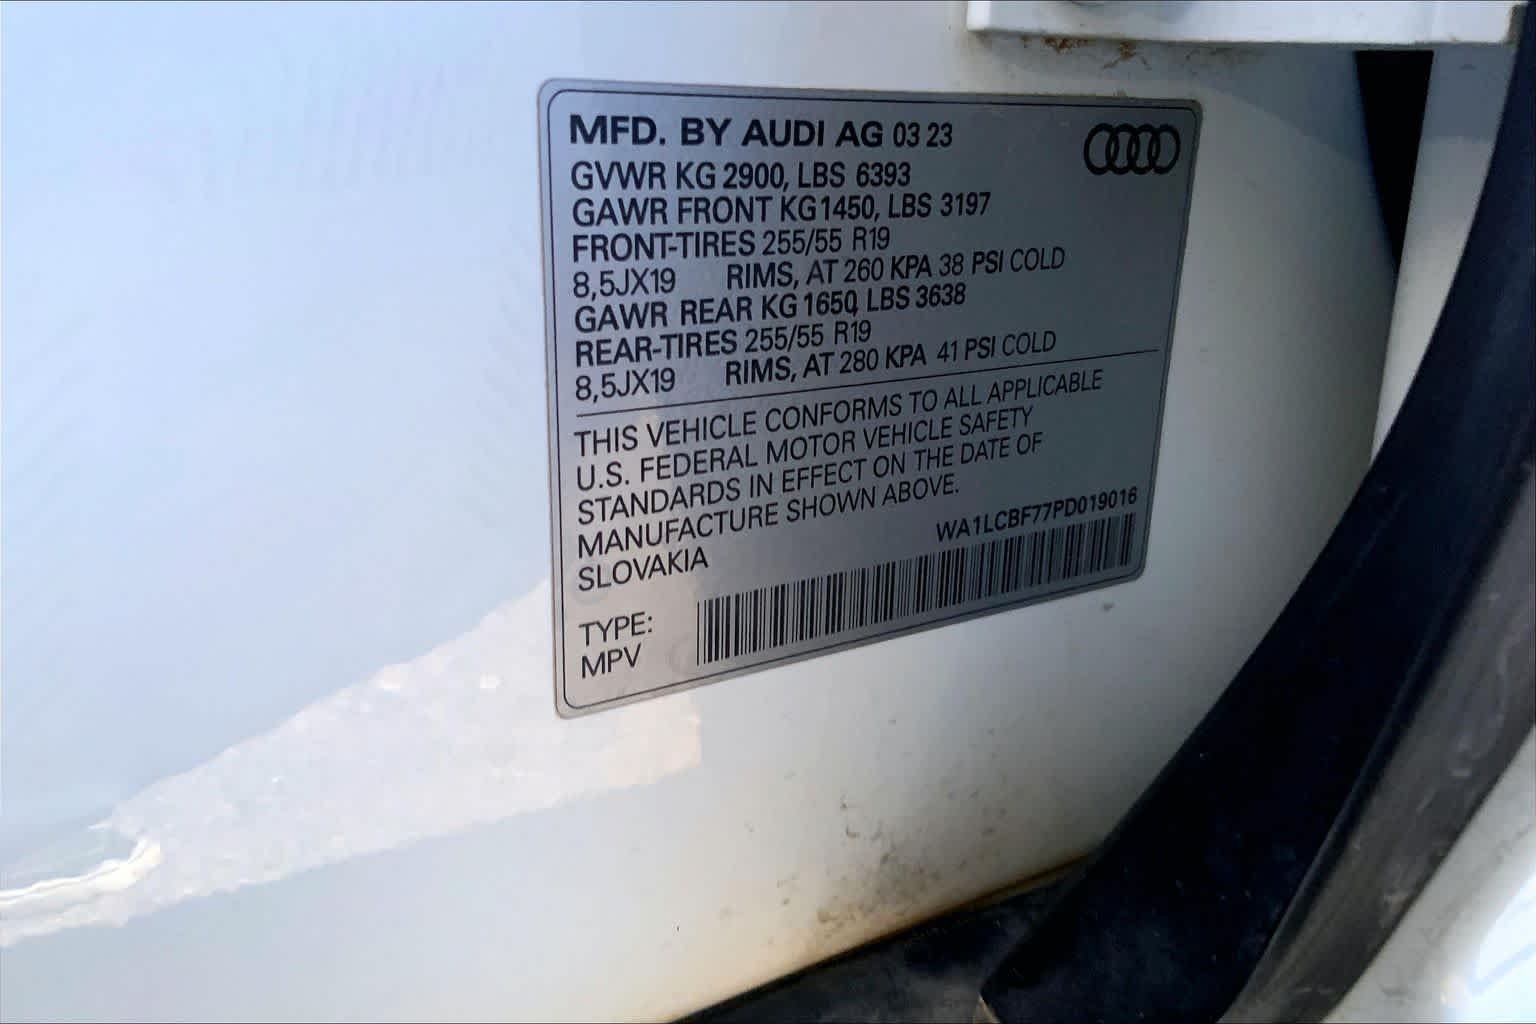 MFD. BY AUDI AG 03 23
GVWR KG 2900, LBS 6393
GAWR FRONT KG 1450, LBS 3197
FRONT-TIRES 255/55 R19
8,5JX19 RIMS, AT 260 KPA 38 PSI COLD
GAWR REAR KG 1650, LBS 3638
REAR-TIRES 255/55 R19
8,5JX19 RIMS, AT 280 KPA 41 PSI COLD
THIS VEHICLE CONFORMS TO ALL APPLICABLE
U.S. FEDERAL MOTOR VEHICLE SAFETY
STANDARDS IN EFFECT ON THE DATE OF
MANUFACTURE SHOWN ABOVE.
SLOVAKIA
WA1LCBF77PD019016
TYPE:
MPV